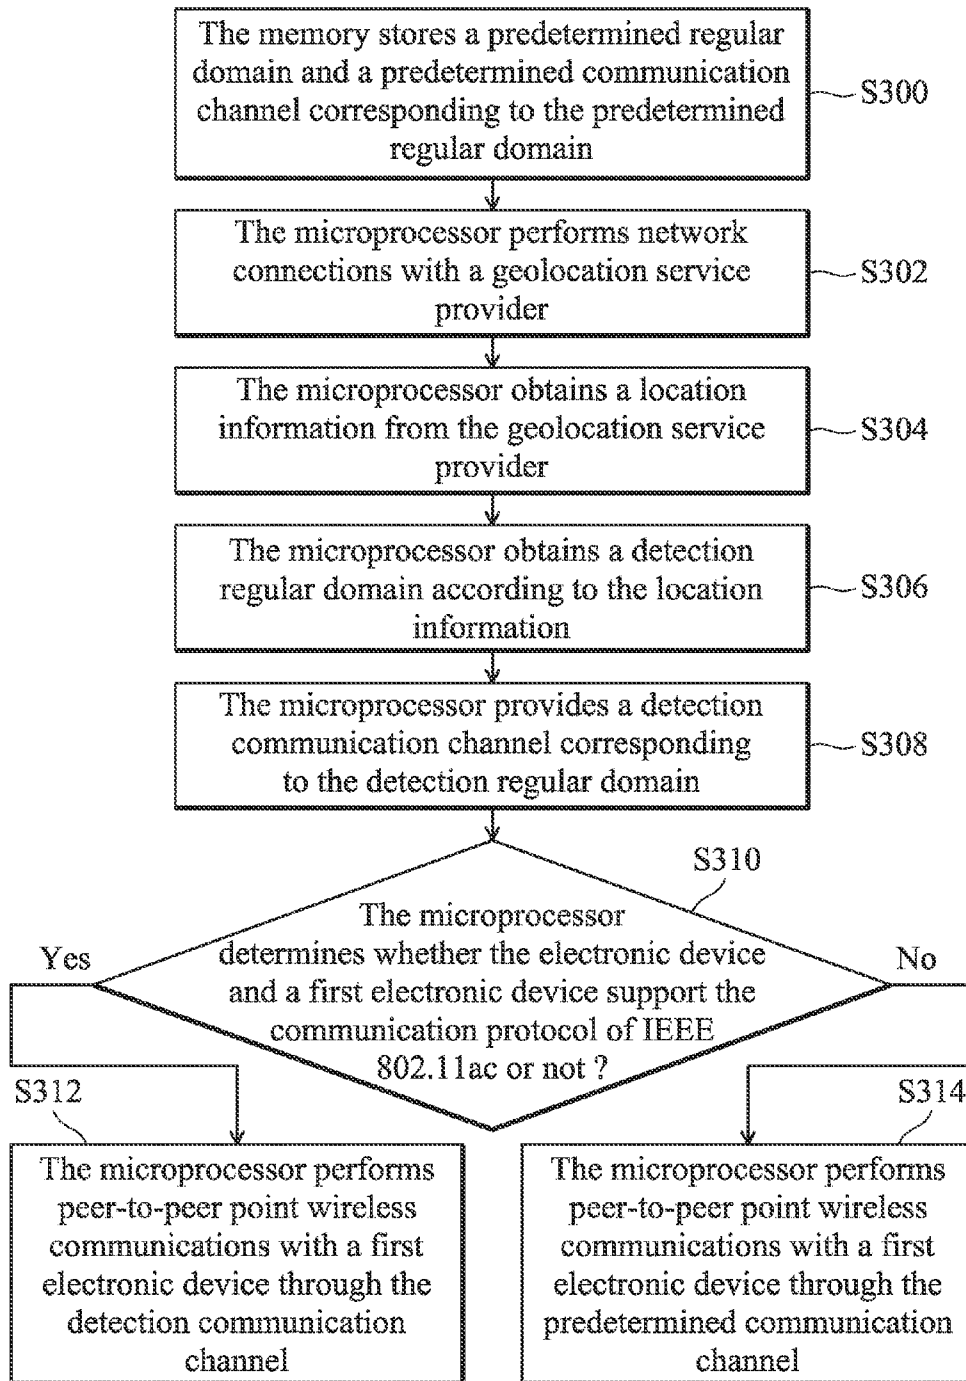 The memory stores a predetermined regular
domain and a predetermined communication
channel corresponding to the predetermined
regular domain
S300
The microprocessor performs network
connections with a geolocation service
provider
S302
The microprocessor obtains a location
information from the geolocation service
provider
S304
The microprocessor obtains a detection
regular domain according to the location
information
S306
The microprocessor provides a detection
communication channel corresponding
to the detection regular domain
S308
S310
The microprocessor
determines whether the electronic device
and a first electronic device support the
communication protocol of IEEE
802.11ac or not ?
Yes
No
S312
The microprocessor performs
peer-to-peer point wireless
communications with a first
electronic device through the
detection communication
channel
S314
The microprocessor performs
peer-to-peer point wireless
communications with a first
electronic device through the
predetermined communication
channel